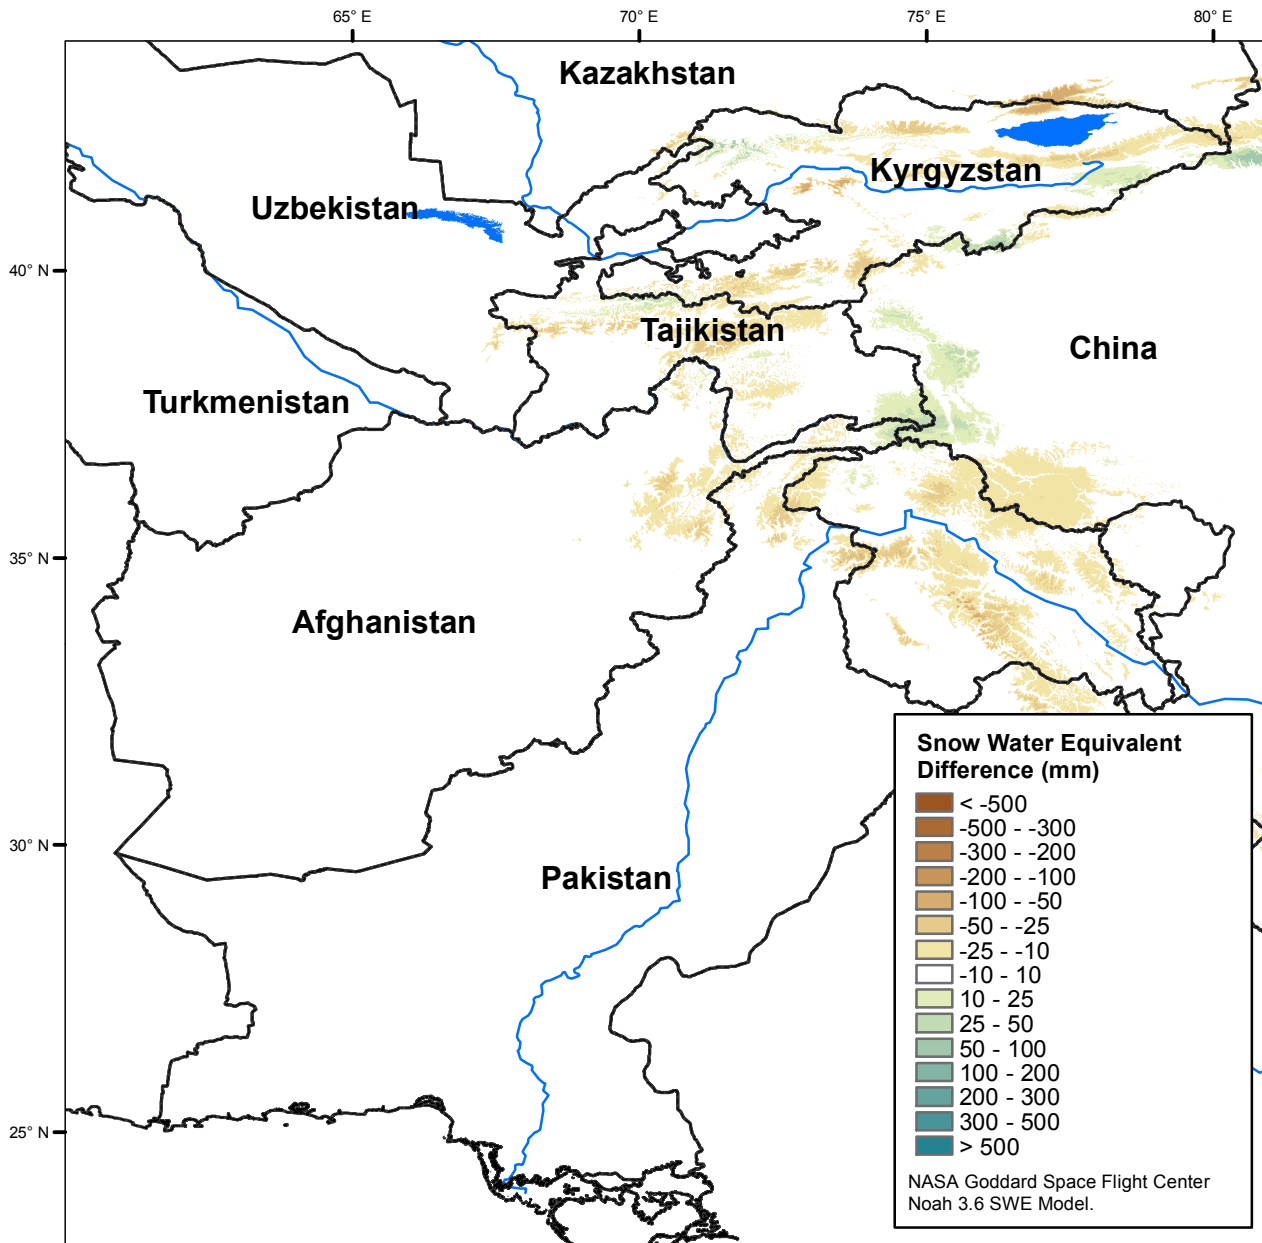 65° E
70° E
75° E
80° E
Kazakhstan
Kyrgyzstan
Uzbekistan
40° N
Tajikistan
China
Turkmenistan
35° N
Afghanistan
Snow Water Equivalent
Difference (mm)
< -500
-500 - -300
-300 - -200
-200 - -100
-100 - -50
-50 - -25
-25 - -10
-10 - 10
10 - 25
25 - 50
50 - 100
100 - 200
200 - 300
300 - 500
> 500
30° N
Pakistan
25° N
NASA Goddard Space Flight Center
Noah 3.6 SWE Model.